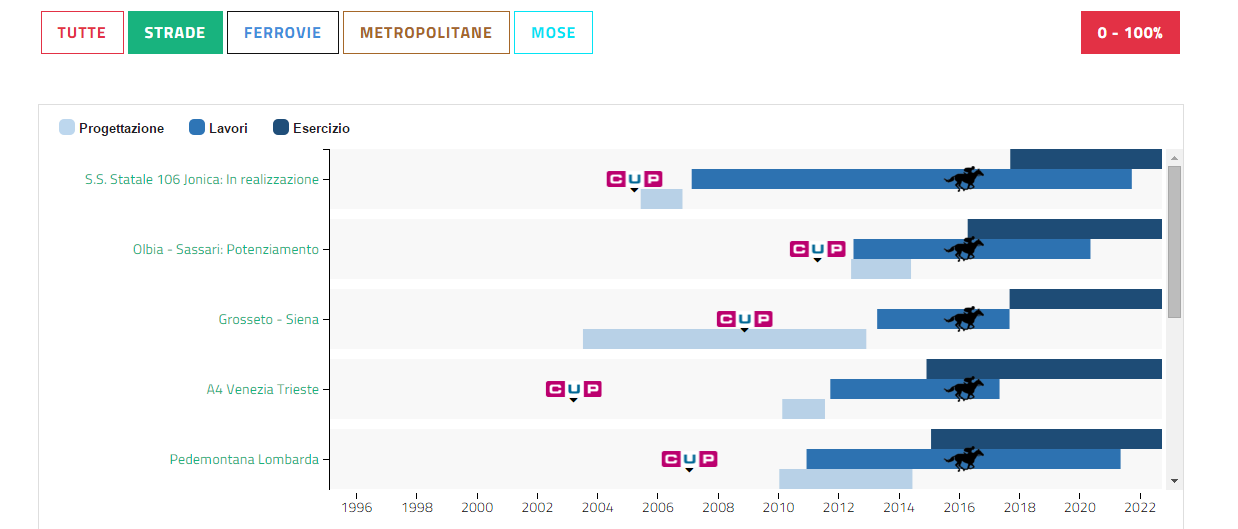 TUTTE STRADE FERROVIE METROPOLITANE MOSE 0 - 100%
Progettazione Lavori Esercizio
S.S. Statale 106 Jonica: In realizzazione CUP
Olbia - Sassari: Potenziamento CUP
Grosseto - Siena CUP
A4 Venezia Trieste CUP
Pedemontana Lombarda CUP
1996 1998 2000 2002 2004 2006 2008 2010 2012 2014 2016 2018 2020 2022